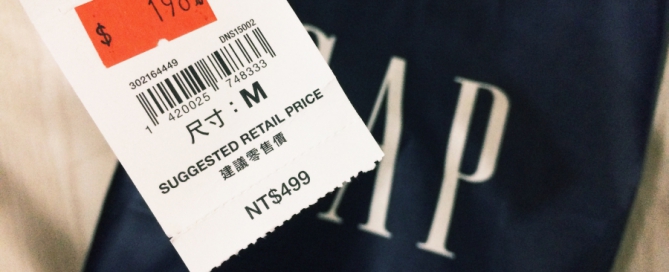 $ 198
302164449 DNS15002
1 420025 748333
尺寸：M
SUGGESTED RETAIL PRICE
建議零售價
NT$499
GAP